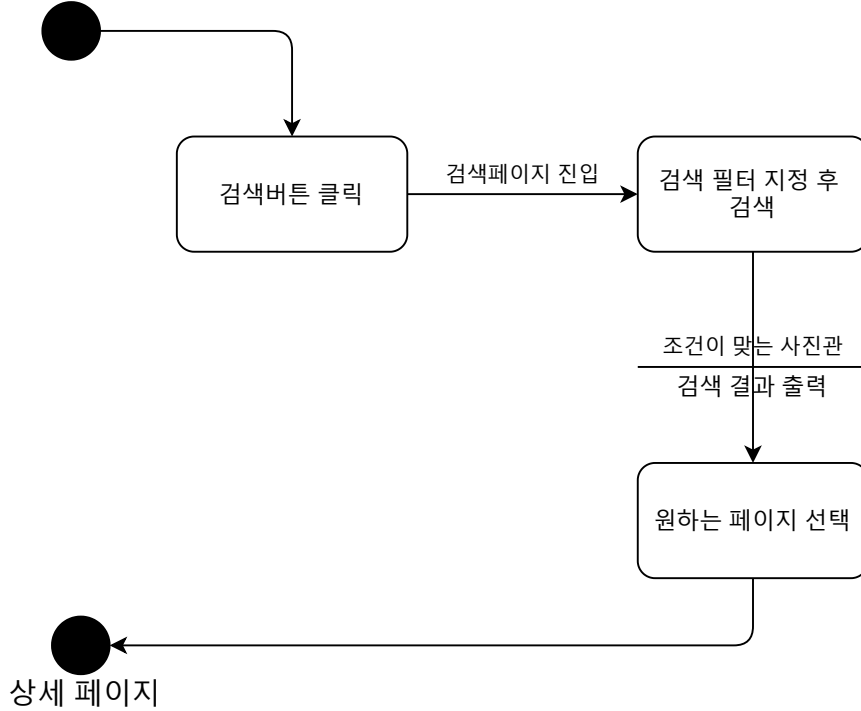 검색버튼 클릭
검색페이지 진입
검색 필터 지정 후
검색
조건이 맞는 사진관
검색 결과 출력
원하는 페이지 선택
상세 페이지